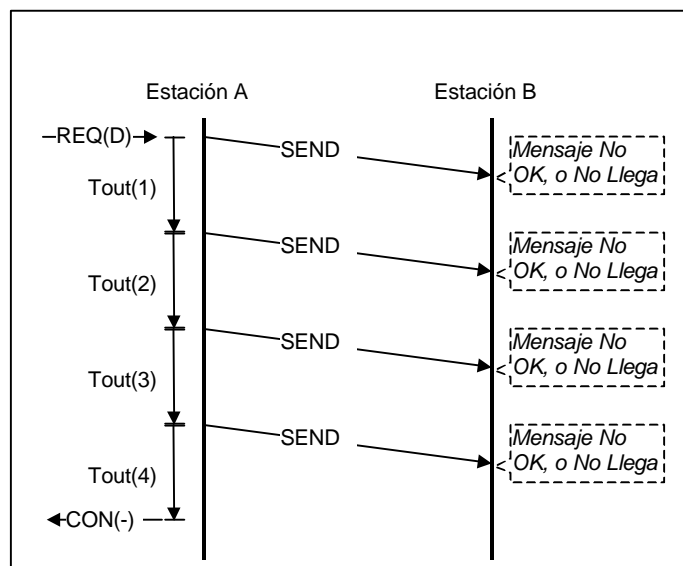 Estación A
Estación B
REQ(D)
SEND
Mensaje No
OK, o No Llega
Tout(1)
SEND
Mensaje No
OK, o No Llega
Tout(2)
SEND
Mensaje No
OK, o No Llega
Tout(3)
SEND
Mensaje No
OK, o No Llega
Tout(4)
CON(-)